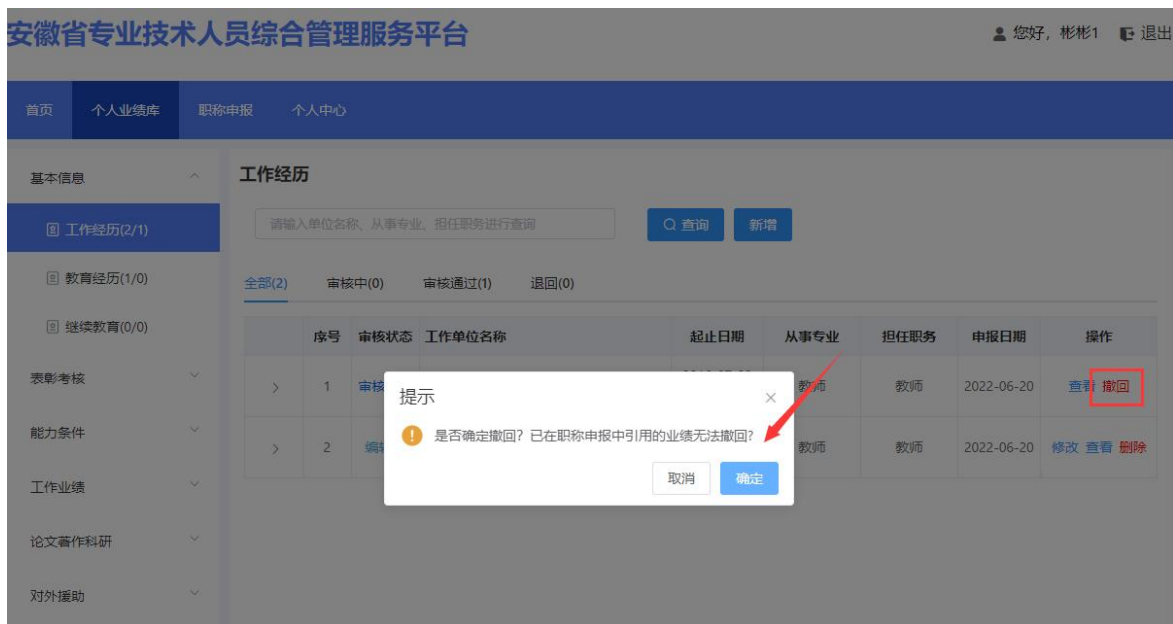 安徽省专业技术人员综合管理服务平台
您好，彬彬1 退出
首页 个人业绩库 职称申报 个人中心
基本信息
工作经历(2/1)
教育经历(1/0)
继续教育(0/0)
表彰考核
能力条件
工作业绩
论文著作科研
对外援助
工作经历
请输入单位名称、从事专业、担任职务进行查询 查询 新增
全部(2) 审核中(0) 审核通过(1) 退回(0)
序号 审核状态 工作单位名称 起止日期 从事专业 担任职务 申报日期 操作
1 审核 教师 教师 2022-06-20 查看 撤回
2 编辑 教师 教师 2022-06-20 修改 查看 删除
提示
是否确定撤回？已在职称申报中引用的业绩无法撤回?
取消 确定